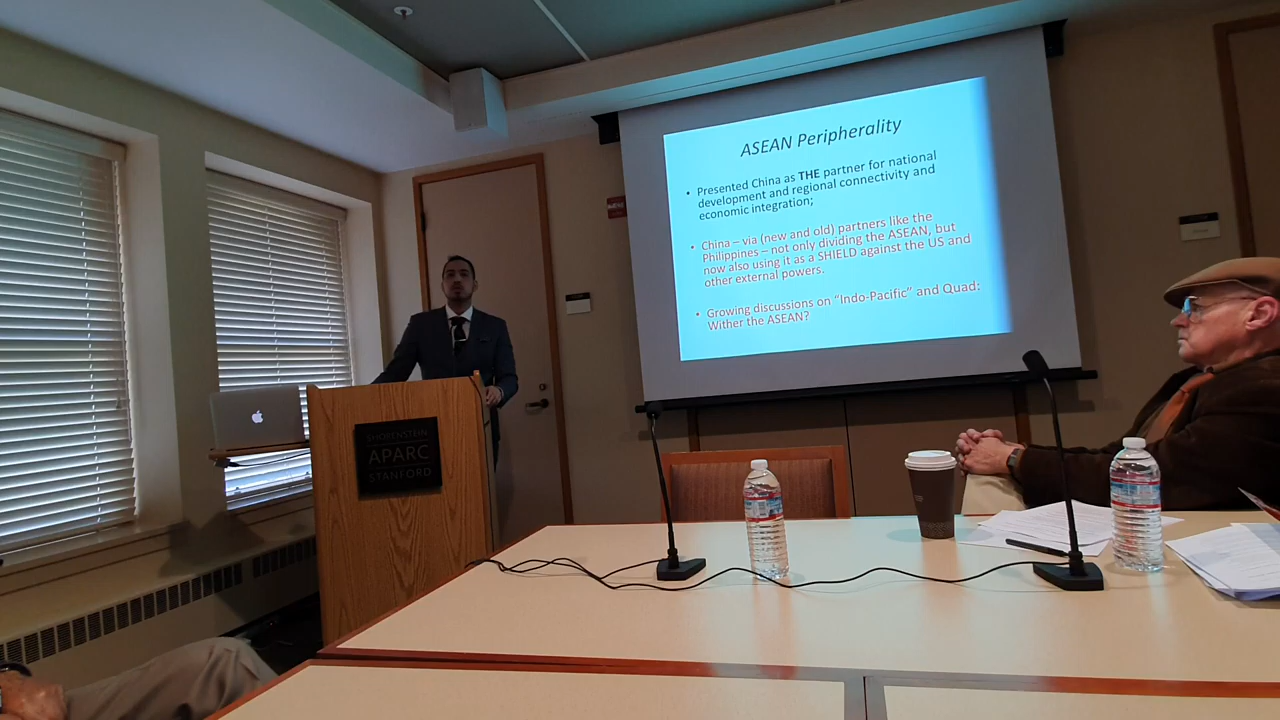 ASEAN Peripherality
• Presented China as THE partner for national
development and regional connectivity and
economic integration;
• China – via (new and old) partners like the
Philippines – not only dividing the ASEAN, but
now also using it as a SHIELD against the US and
other external powers.
• Growing discussions on “Indo-Pacific” and Quad:
Wither the ASEAN?
SHORENSTEIN
APARC
STANFORD